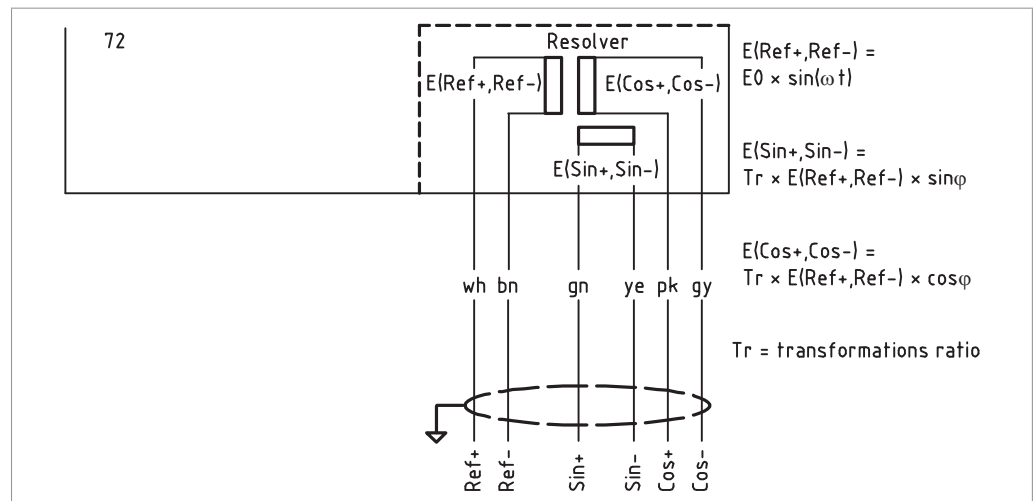 72
Resolver
E(Ref+,Ref-)
E(Cos+,Cos-)
E(Sin+,Sin-)
E(Ref+,Ref-) =
E0 × sin(ωt)
E(Sin+,Sin-) =
Tr × E(Ref+,Ref-) × sinφ
E(Cos+,Cos-) =
Tr × E(Ref+,Ref-) × cosφ
Tr = transformations ratio
wh bn gn ye pk gy
Ref+
Ref-
Sin+
Sin-
Cos+
Cos-